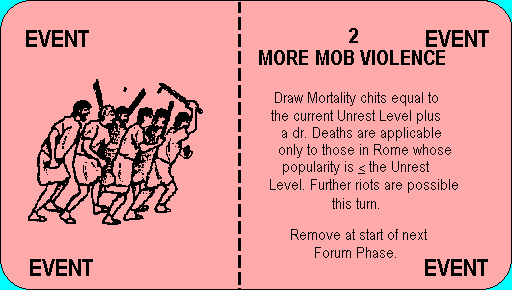 EVENT
EVENT
2
EVENT
MORE MOB VIOLENCE
Draw Mortality chits equal to
the current Unrest Level plus
a dr. Deaths are applicable
only to those in Rome whose
popularity is ≤ the Unrest
Level. Further riots are possible
this turn.
Remove at start of next
Forum Phase.
EVENT